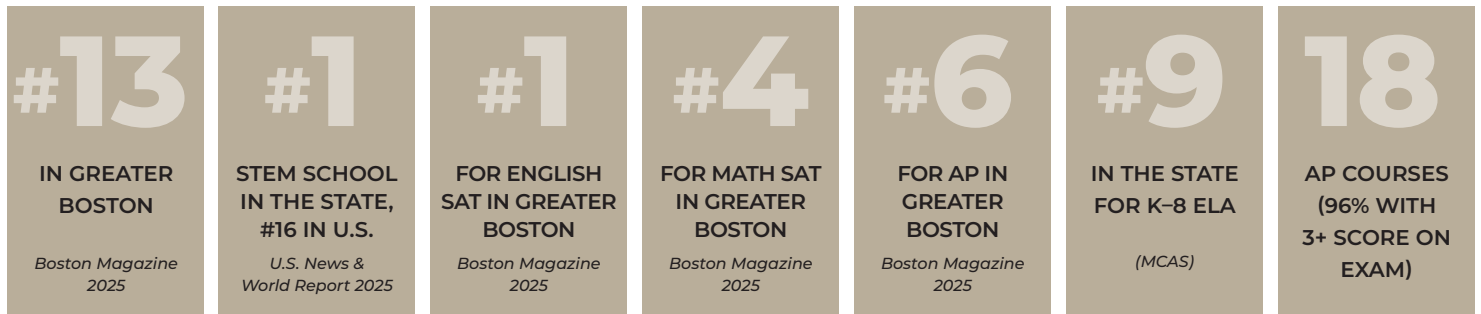 #13
IN GREATER
BOSTON
Boston Magazine
2025
#1
STEM SCHOOL
IN THE STATE,
#16 IN U.S.
U.S. News &
World Report 2025
#1
FOR ENGLISH
SAT IN GREATER
BOSTON
Boston Magazine
2025
#4
FOR MATH SAT
IN GREATER
BOSTON
Boston Magazine
2025
#6
FOR AP IN
GREATER
BOSTON
Boston Magazine
2025
#9
IN THE STATE
FOR K–8 ELA
(MCAS)
18
AP COURSES
(96% WITH
3+ SCORE ON
EXAM)